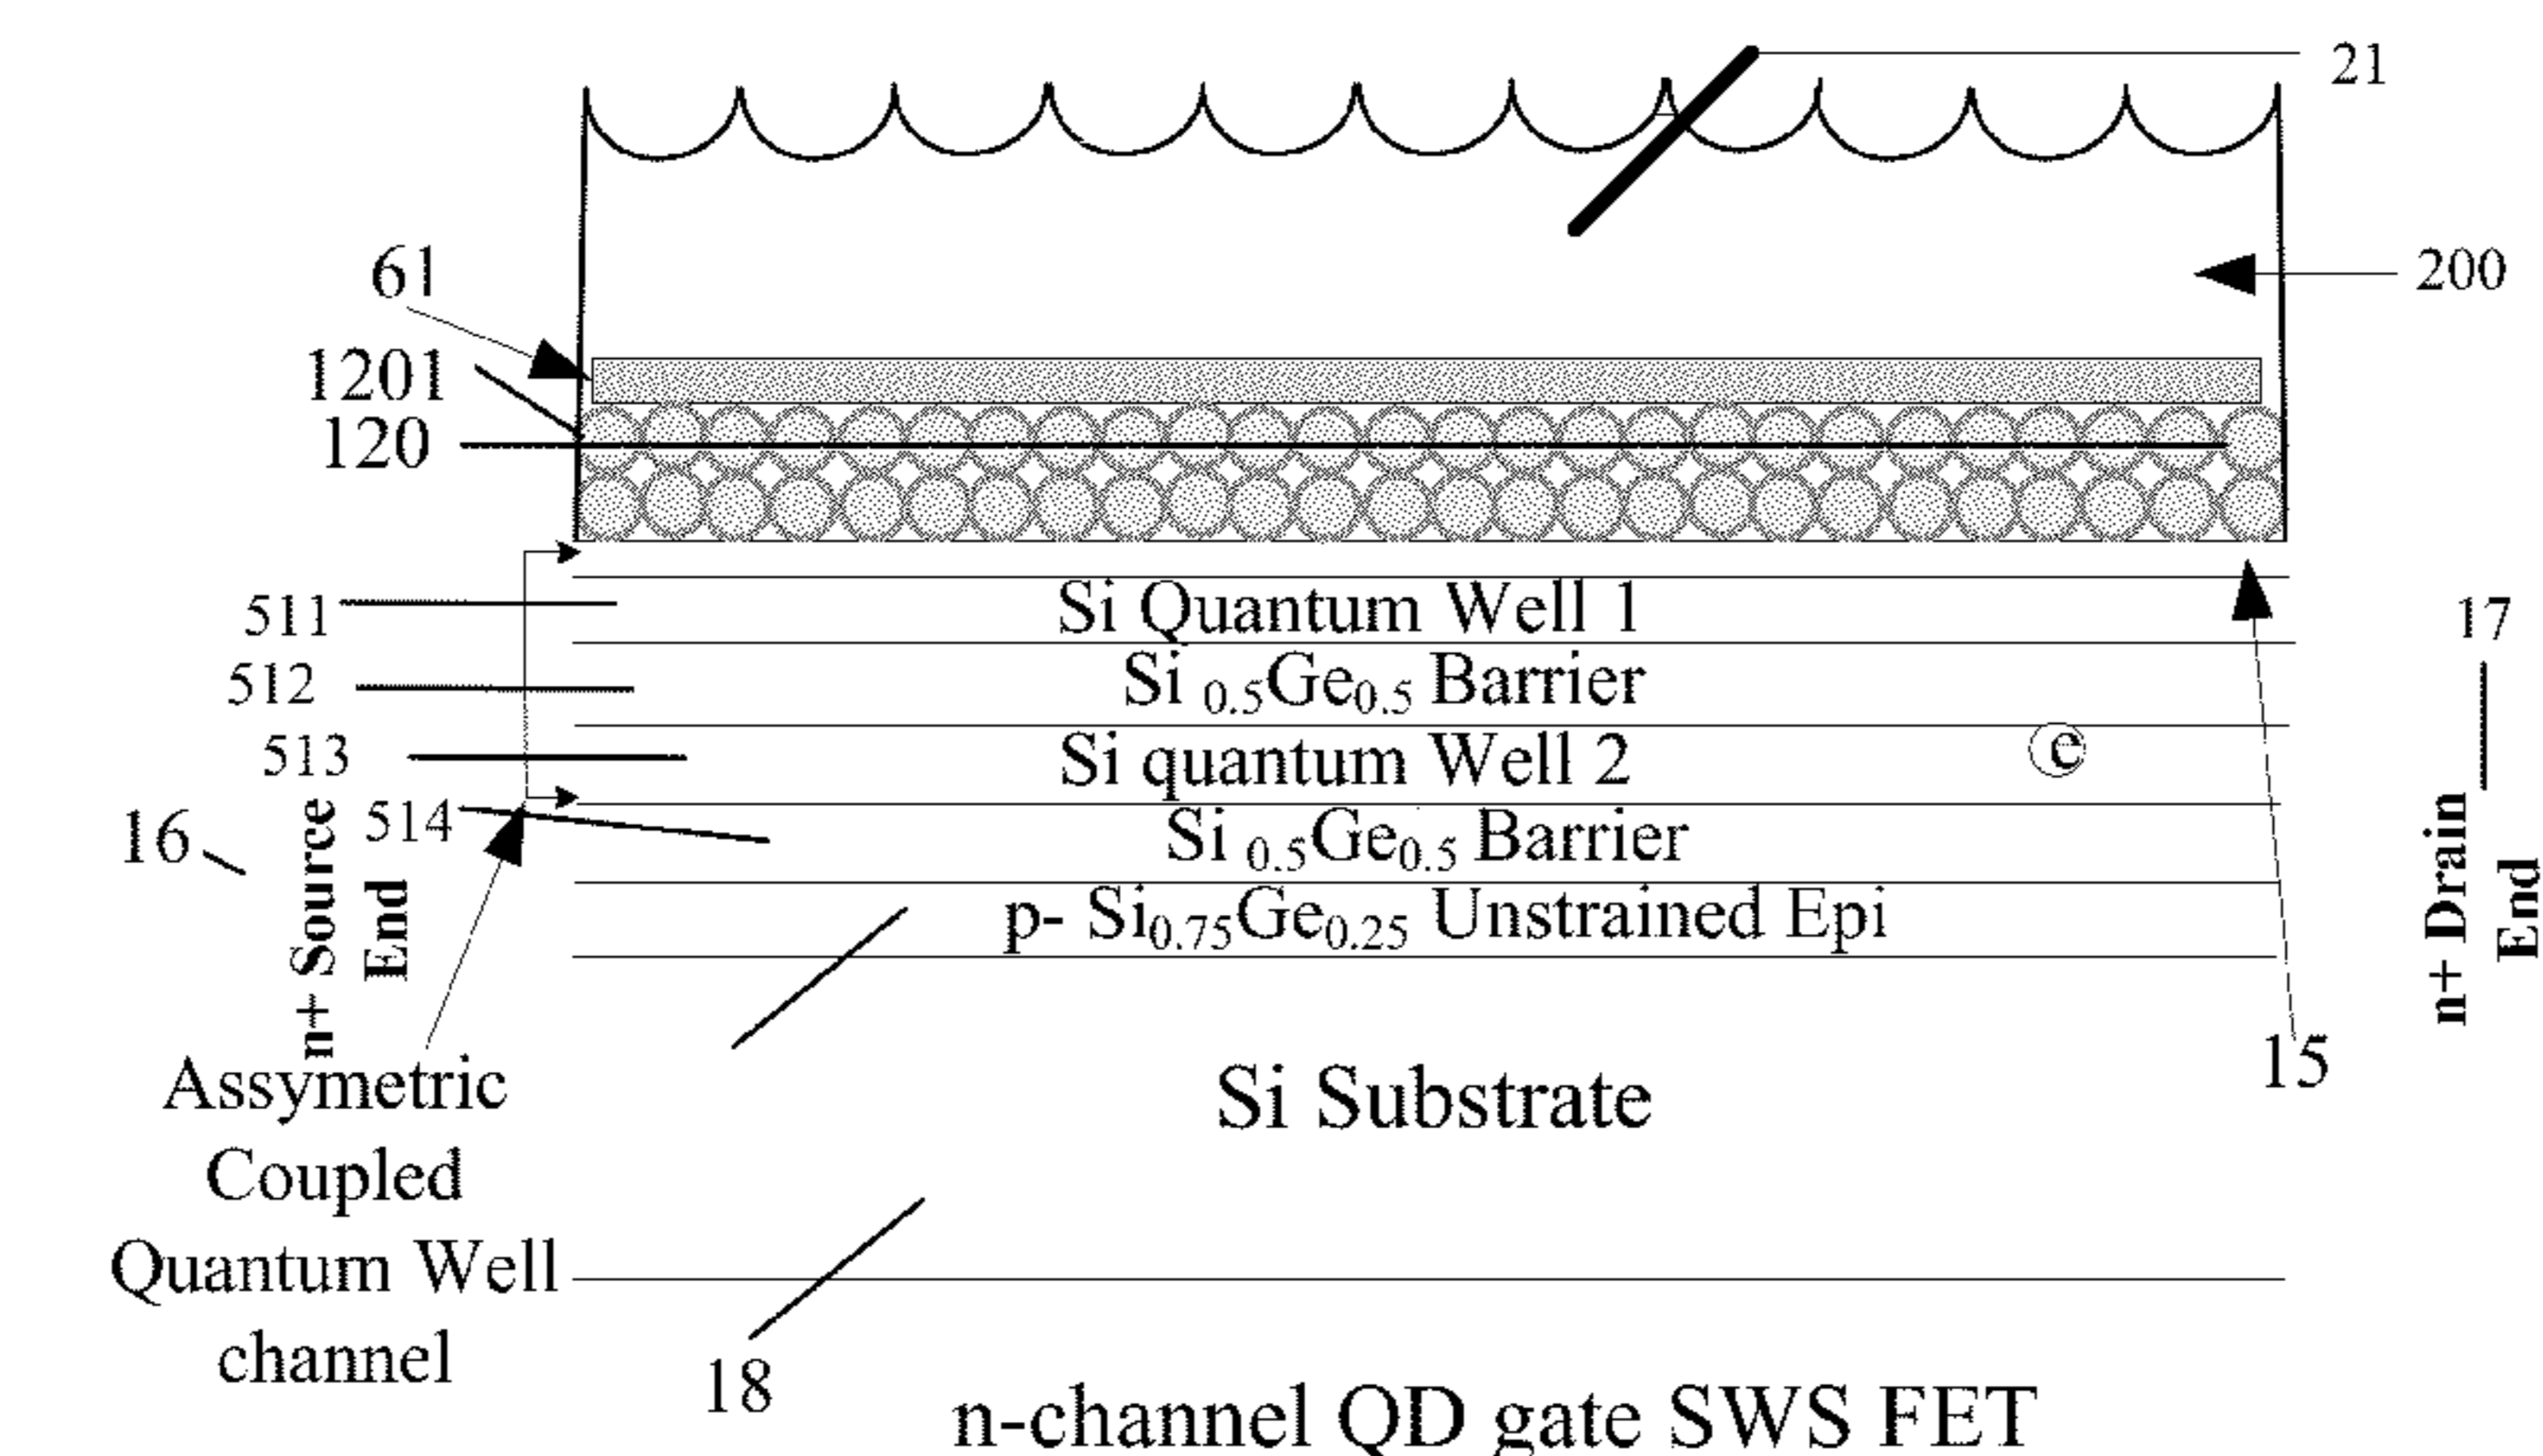 21
200
61
1201
120
511
Si Quantum Well 1
17
512
Si 0.5Ge0.5 Barrier
513
Si quantum Well 2
e
16
n+ Source
End
514
Si 0.5Ge0.5 Barrier
n+ Drain
End
p- Si0.75Ge0.25 Unstrained Epi
15
Assymetric
Coupled
Quantum Well
channel
Si Substrate
18
n-channel QD gate SWS FET